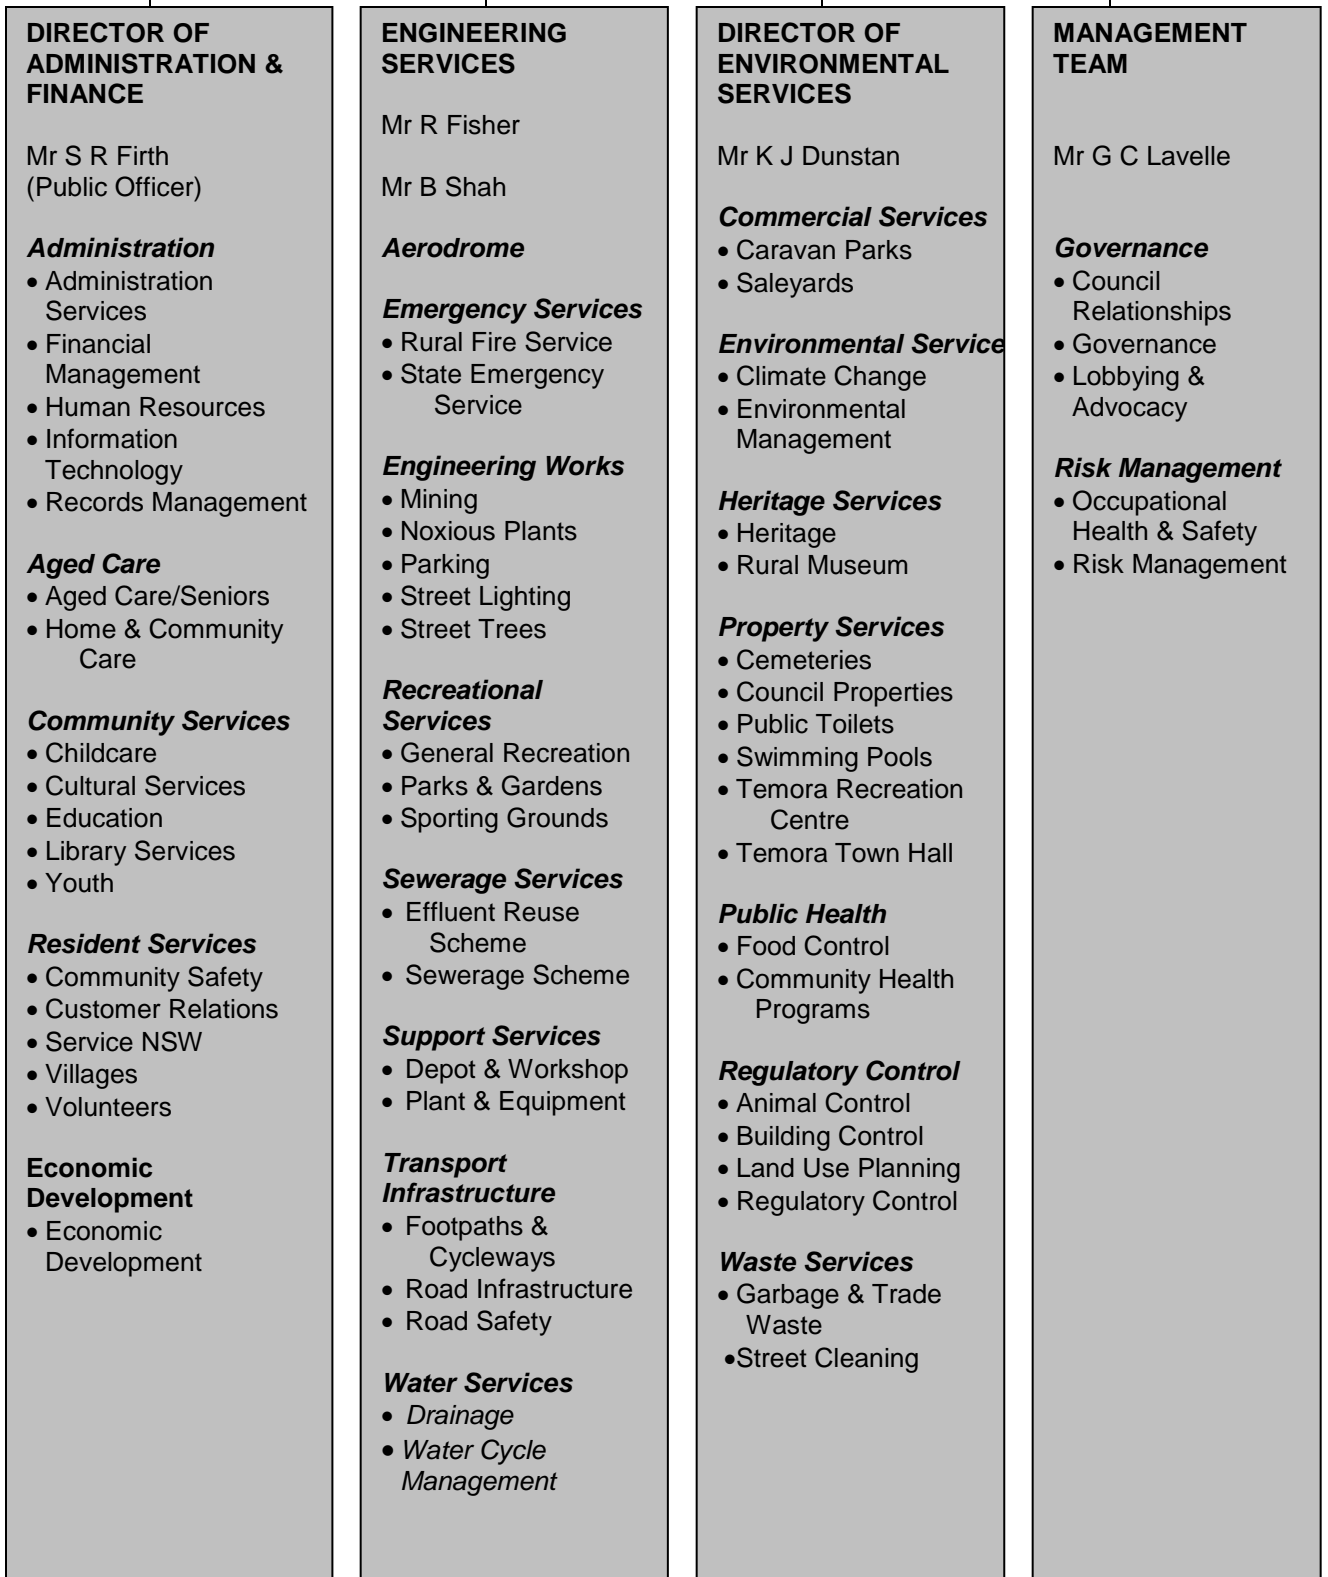 DIRECTOR OF
ADMINISTRATION &
FINANCE
Mr S R Firth
(Public Officer)
Administration
• Administration
Services
• Financial
Management
• Human Resources
• Information
Technology
• Records Management
Aged Care
• Aged Care/Seniors
• Home & Community
Care
Community Services
• Childcare
• Cultural Services
• Education
• Library Services
• Youth
Resident Services
• Community Safety
• Customer Relations
• Service NSW
• Villages
• Volunteers
Economic
Development
• Economic
Development
ENGINEERING
SERVICES
Mr R Fisher
Mr B Shah
Aerodrome
Emergency Services
• Rural Fire Service
• State Emergency
Service
Engineering Works
• Mining
• Noxious Plants
• Parking
• Street Lighting
• Street Trees
Recreational
Services
• General Recreation
• Parks & Gardens
• Sporting Grounds
Sewerage Services
• Effluent Reuse
Scheme
• Sewerage Scheme
Support Services
• Depot & Workshop
• Plant & Equipment
Transport
Infrastructure
• Footpaths &
Cycleways
• Road Infrastructure
• Road Safety
Water Services
• Drainage
• Water Cycle
Management
DIRECTOR OF
ENVIRONMENTAL
SERVICES
Mr K J Dunstan
Commercial Services
• Caravan Parks
• Saleyards
Environmental Service
• Climate Change
• Environmental
Management
Heritage Services
• Heritage
• Rural Museum
Property Services
• Cemeteries
• Council Properties
• Public Toilets
• Swimming Pools
• Temora Recreation
Centre
• Temora Town Hall
Public Health
• Food Control
• Community Health
Programs
Regulatory Control
• Animal Control
• Building Control
• Land Use Planning
• Regulatory Control
Waste Services
• Garbage & Trade
Waste
•Street Cleaning
MANAGEMENT
TEAM
Mr G C Lavelle
Governance
• Council
Relationships
• Governance
• Lobbying &
Advocacy
Risk Management
• Occupational
Health & Safety
• Risk Management